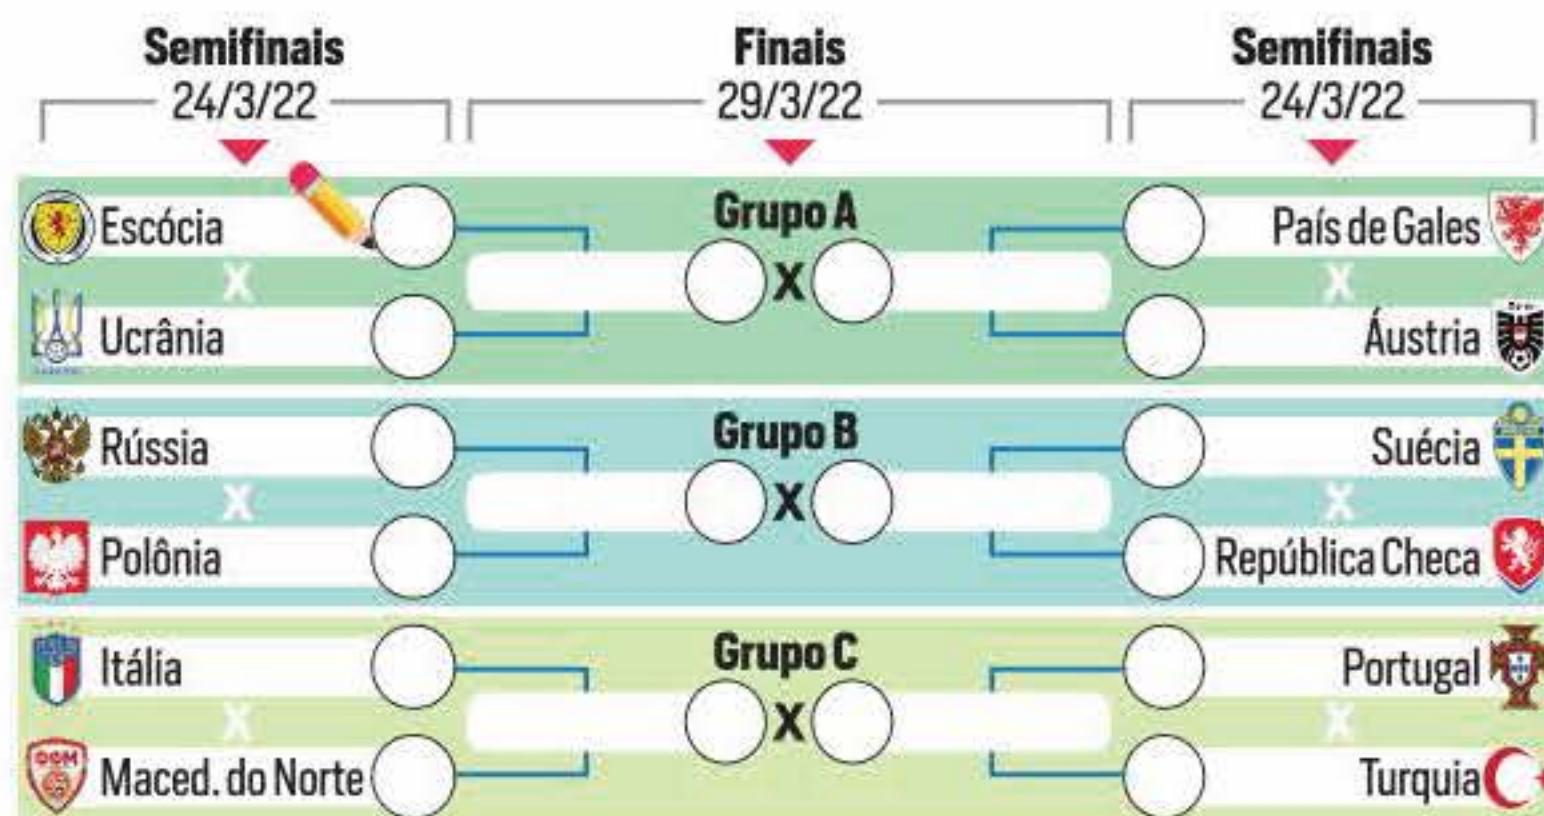 Semifinais
24/3/22
Finais
29/3/22
Semifinais
24/3/22
Grupo A
Escócia
X
Ucrânia
X
País de Gales
X
Áustria
Grupo B
Rússia
X
Polônia
X
Suécia
X
República Checa
Grupo C
Itália
X
Maced. do Norte
X
Portugal
X
Turquia